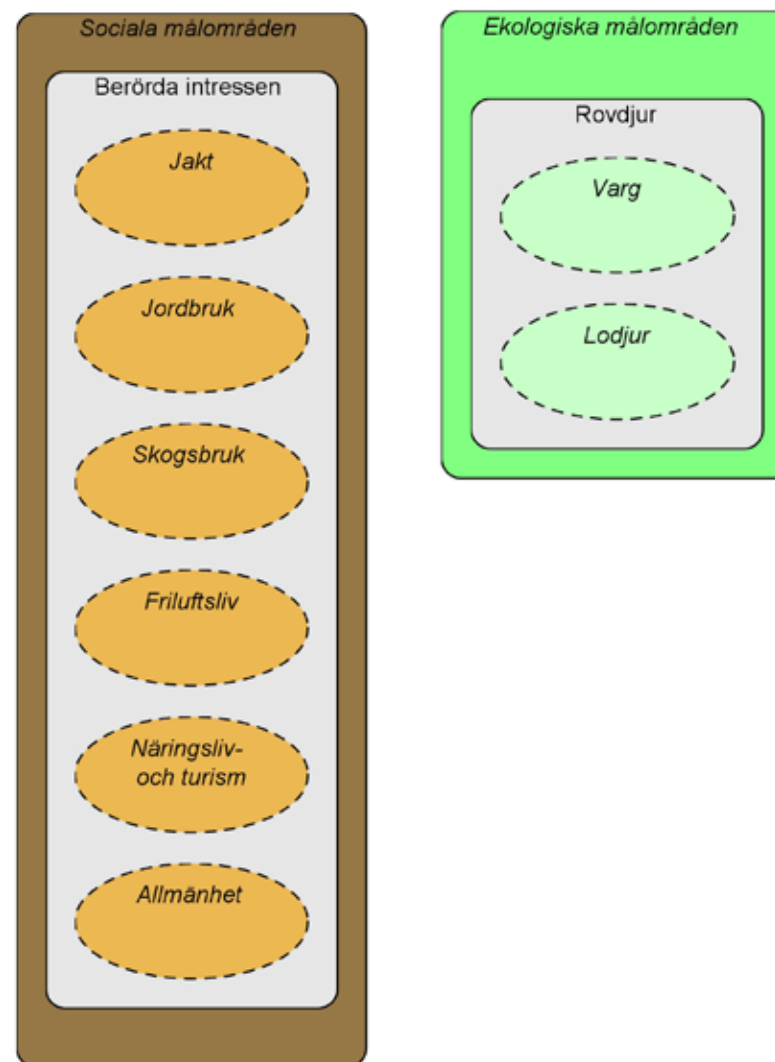 Sociala målområden
Berörda intressen
Jakt
Jordbruk
Skogsbruk
Friluftsliv
Näringsliv-
och turism
Allmänhet
Ekologiska målområden
Rovdjur
Varg
Lodjur